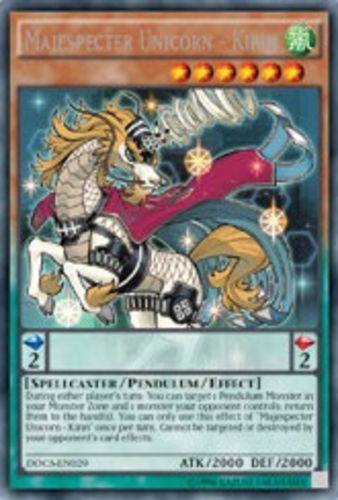 Majespecter Unicorn - Kirin
2
2
[Spellcaster/Pendulum/Effect]
During either player's turn: You can target 1 Pendulum Monster in
your Monster Zone and 1 monster your opponent controls; return
them to the hand(s). You can only use this effect of "Majespecter
Unicorn - Kirin" once per turn. Cannot be targeted or destroyed by
your opponent's card effects.
DOCS-EN029
ATK/2000 DEF/2000
©1996 KAZUKI TAKAHASHI